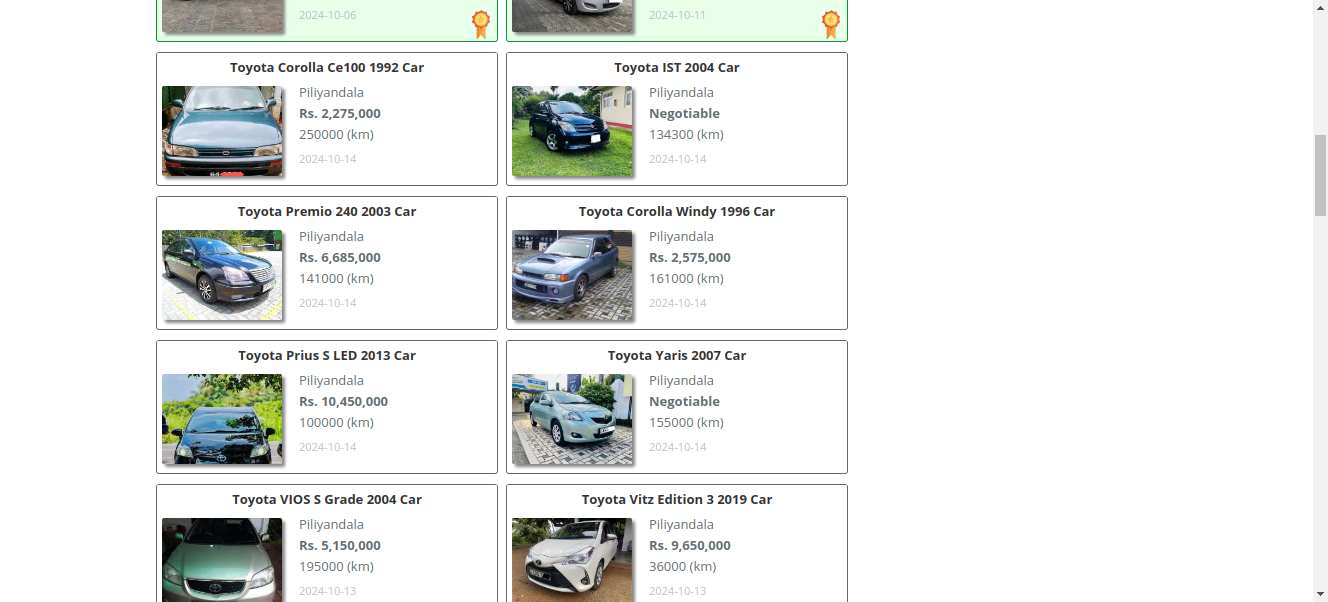 2024-10-06
2024-10-11
Toyota Corolla Ce100 1992 Car
Piliyandala
Rs. 2,275,000
250000 (km)
2024-10-14
Toyota IST 2004 Car
Piliyandala
Negotiable
134300 (km)
2024-10-14
Toyota Premio 240 2003 Car
Piliyandala
Rs. 6,685,000
141000 (km)
2024-10-14
Toyota Corolla Windy 1996 Car
Piliyandala
Rs. 2,575,000
161000 (km)
2024-10-14
Toyota Prius S LED 2013 Car
Piliyandala
Rs. 10,450,000
100000 (km)
2024-10-14
Toyota Yaris 2007 Car
Piliyandala
Negotiable
155000 (km)
2024-10-14
Toyota VIOS S Grade 2004 Car
Piliyandala
Rs. 5,150,000
195000 (km)
2024-10-13
Toyota Vitz Edition 3 2019 Car
Piliyandala
Rs. 9,650,000
36000 (km)
2024-10-13